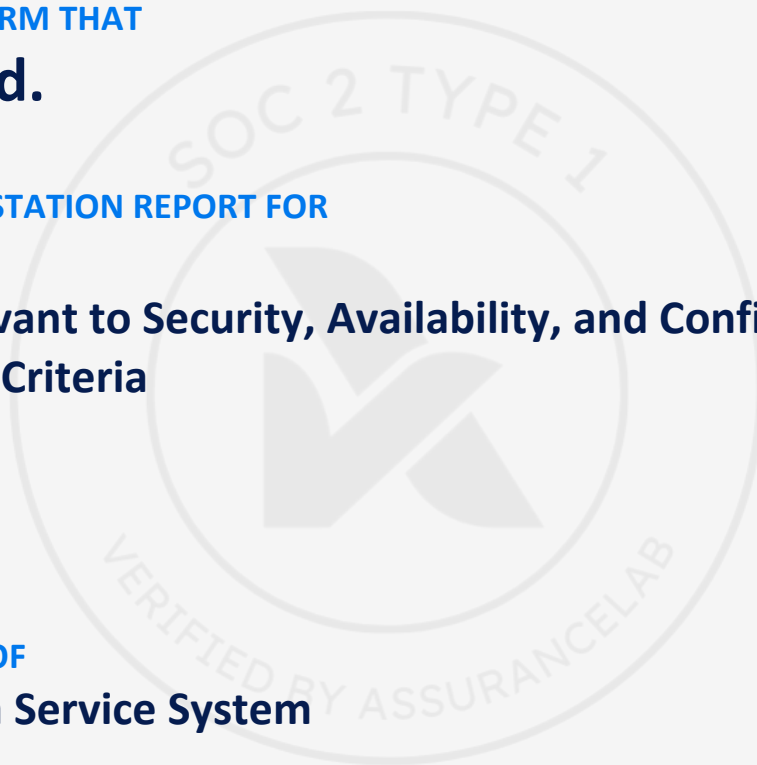 RM THAT
d.
SOC 2 TYPE 1
STATION REPORT FOR
vant to Security, Availability, and Confi
Criteria
VERIFIED BY ASSURANCELAB
OF
Service System